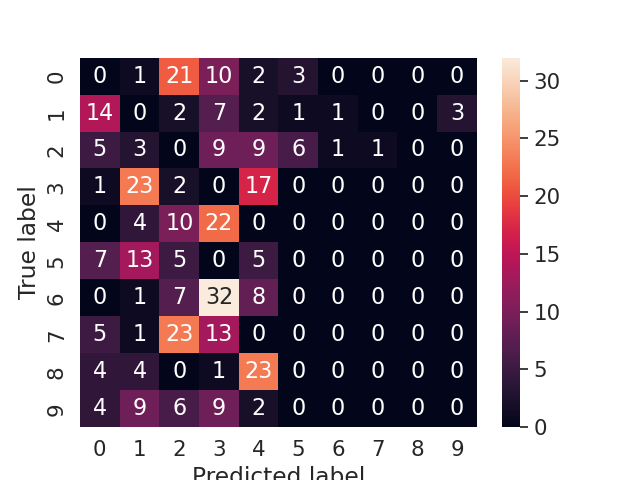 0 0 1 21 10 2 3 0 0 0 0
1 14 0 2 7 2 1 1 0 0 3
2 5 3 0 9 9 6 1 1 0 0
3 1 23 2 0 17 0 0 0 0 0
4 0 4 10 22 0 0 0 0 0 0
5 7 13 5 0 5 0 0 0 0 0
6 0 1 7 32 8 0 0 0 0 0
7 5 1 23 13 0 0 0 0 0 0
8 4 4 0 1 23 0 0 0 0 0
9 4 9 6 9 2 0 0 0 0 0
0 1 2 3 4 5 6 7 8 9
True label
Predicted label
30
25
20
15
10
5
0